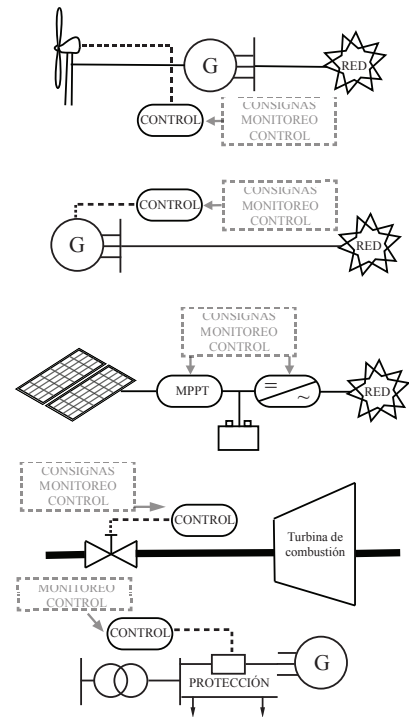 G
RED
CONTROL
CONSIGNAS
MONITOREO
CONTROL
CONTROL
CONSIGNAS
MONITOREO
CONTROL
G
RED
CONSIGNAS
MONITOREO
CONTROL
MPPT
=
~
RED
CONSIGNAS
MONITOREO
CONTROL
CONTROL
Turbina de
combustión
MONITOREO
CONTROL
CONTROL
G
PROTECCIÓN